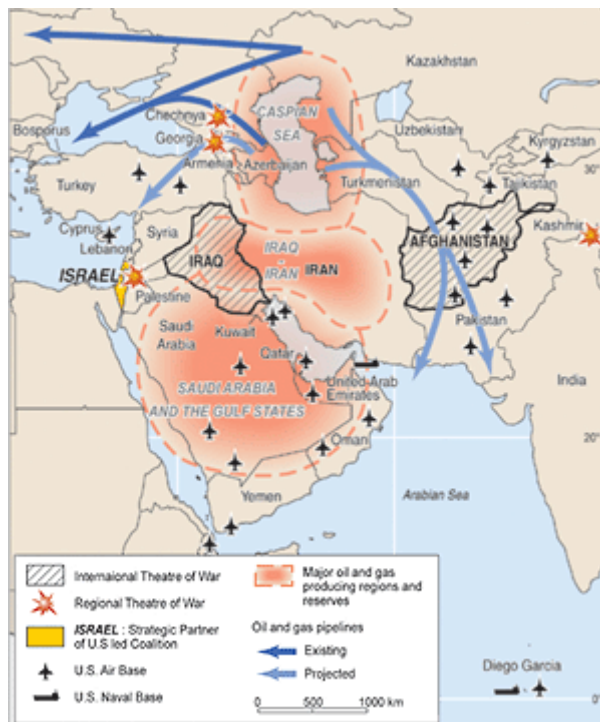 Kazakhstan
CASPIAN
SEA
Chechnya
Bosporus
Georgia
Uzbekistan
Kyrgyzstan
30°
Armenia
Azerbaijan
Turkey
Turkmenistan
Tajikistan
Cyprus
Syria
Lebanon
AFGHANISTAN
Kashmir
IRAQ
IRAQ -
IRAN
IRAN
ISRAEL
Palestine
Saudi
Arabia
Kuwait
Pakistan
Qatar
United Arab
Emirates
India
SAUDI ARABIA
AND THE GULF STATES
Oman
20°
Yemen
Arabian Sea
Internaional Theatre of War
Regional Theatre of War
ISRAEL : Strategic Partner
of U.S led Coalition
U.S. Air Base
U.S. Naval Base
Major oil and gas
producing regions and
reserves
Oil and gas pipelines
Existing
Projected
0 500 1000 km
Diego Garcia
0°